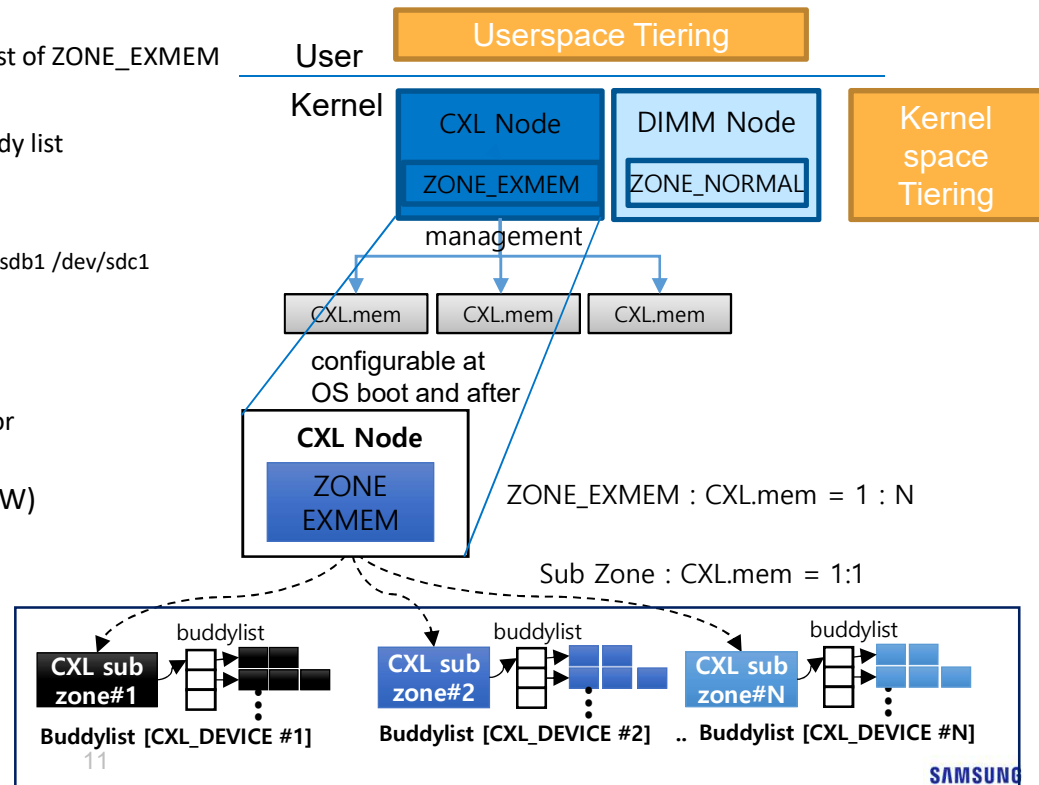 st of ZONE_EXMEM
dy list
sdb1 /dev/sdc1
or
W)
User
Userspace Tiering
Kernel
CXL Node
ZONE_EXMEM
DIMM Node
ZONE_NORMAL
Kernel
space
Tiering
management
CXL.mem
CXL.mem
CXL.mem
configurable at
OS boot and after
CXL Node
ZONE
EXMEM
ZONE_EXMEM : CXL.mem = 1 : N
Sub Zone : CXL.mem = 1:1
CXL sub
zone#1
buddylist
Buddylist [CXL_DEVICE #1]
CXL sub
zone#2
buddylist
Buddylist [CXL_DEVICE #2]
..
CXL sub
zone#N
buddylist
Buddylist [CXL_DEVICE #N]
11
SAMSUNG